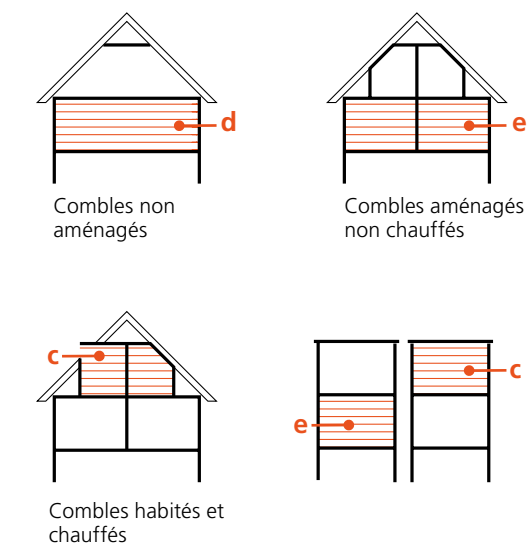 d
e
Combles non
aménagés
Combles aménagés
non chauffés
c
e
c
Combles habités et
chauffés